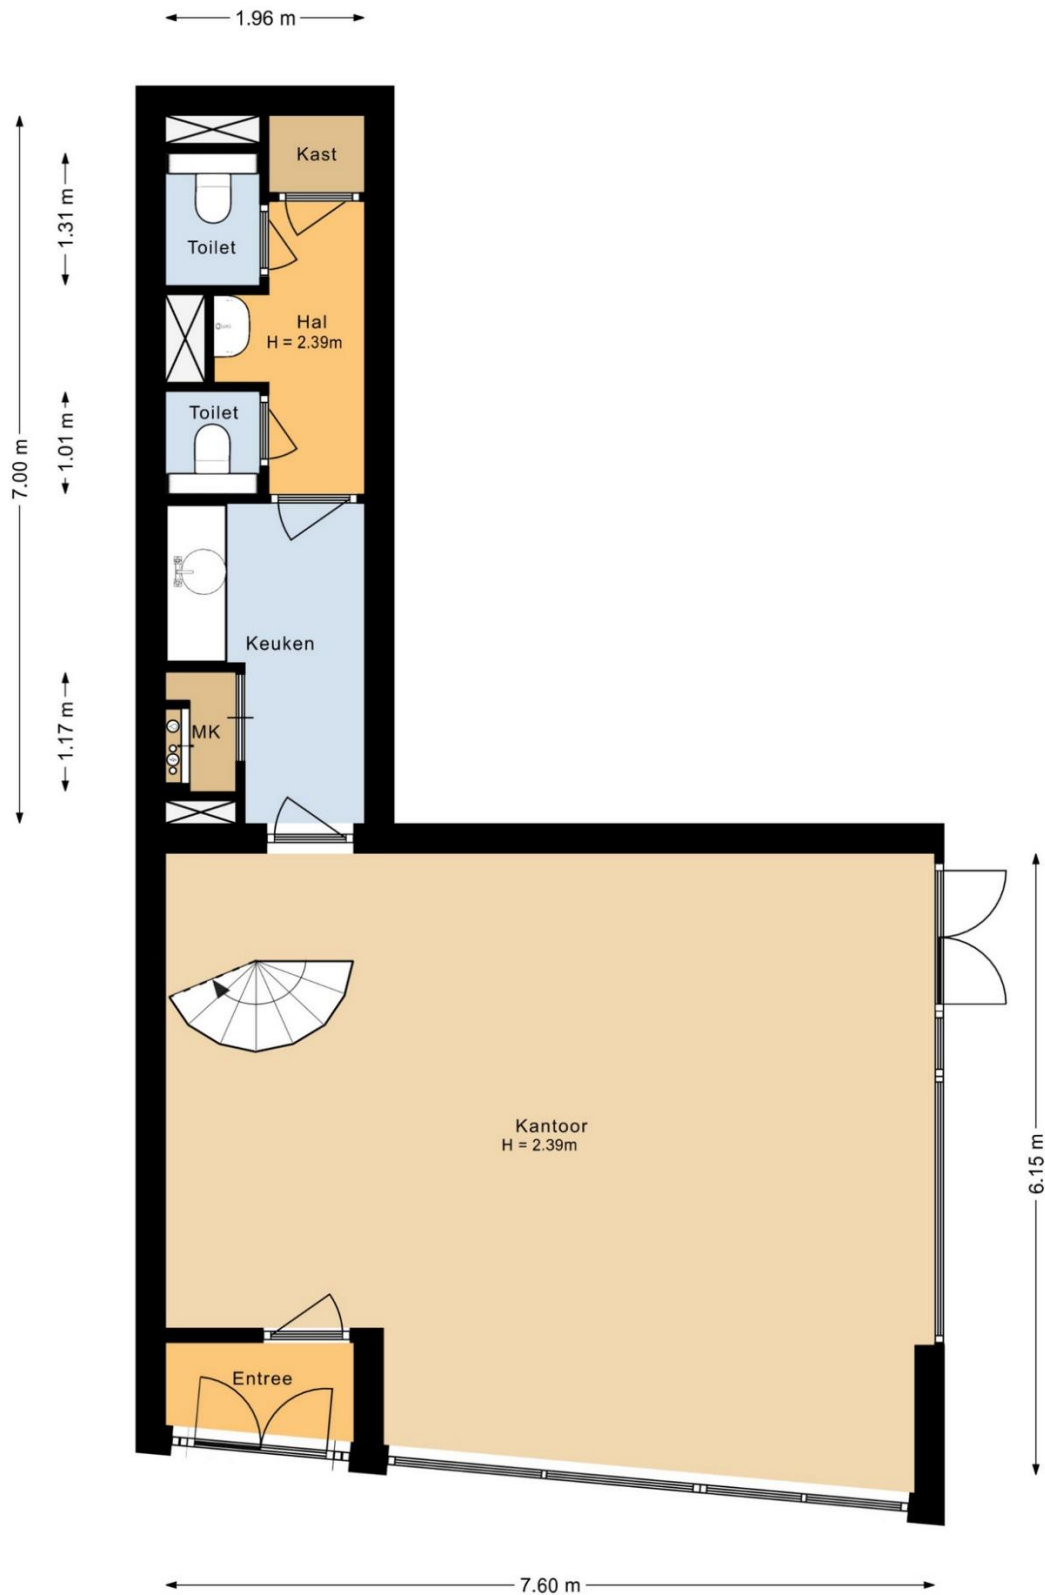 1.96 m
Kast
1.31 m
Toilet
Hal
H = 2.39m
Toilet
1.01 m
7.00 m
Keuken
1.17 m
MK
Kantoor
H = 2.39m
6.15 m
Entree
7.60 m